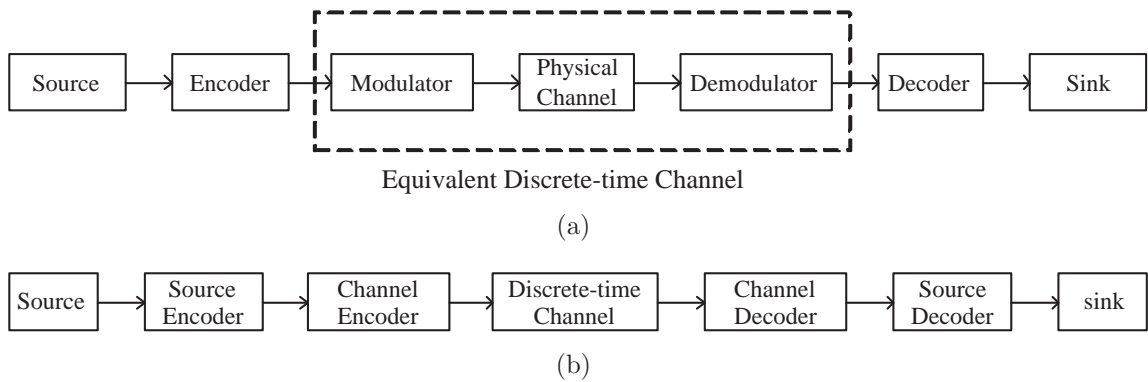 Source
Encoder
Modulator
Physical
Channel
Demodulator
Decoder
Sink
Equivalent Discrete-time Channel
(a)
Source
Source
Encoder
Channel
Encoder
Discrete-time
Channel
Channel
Decoder
Source
Decoder
sink
(b)